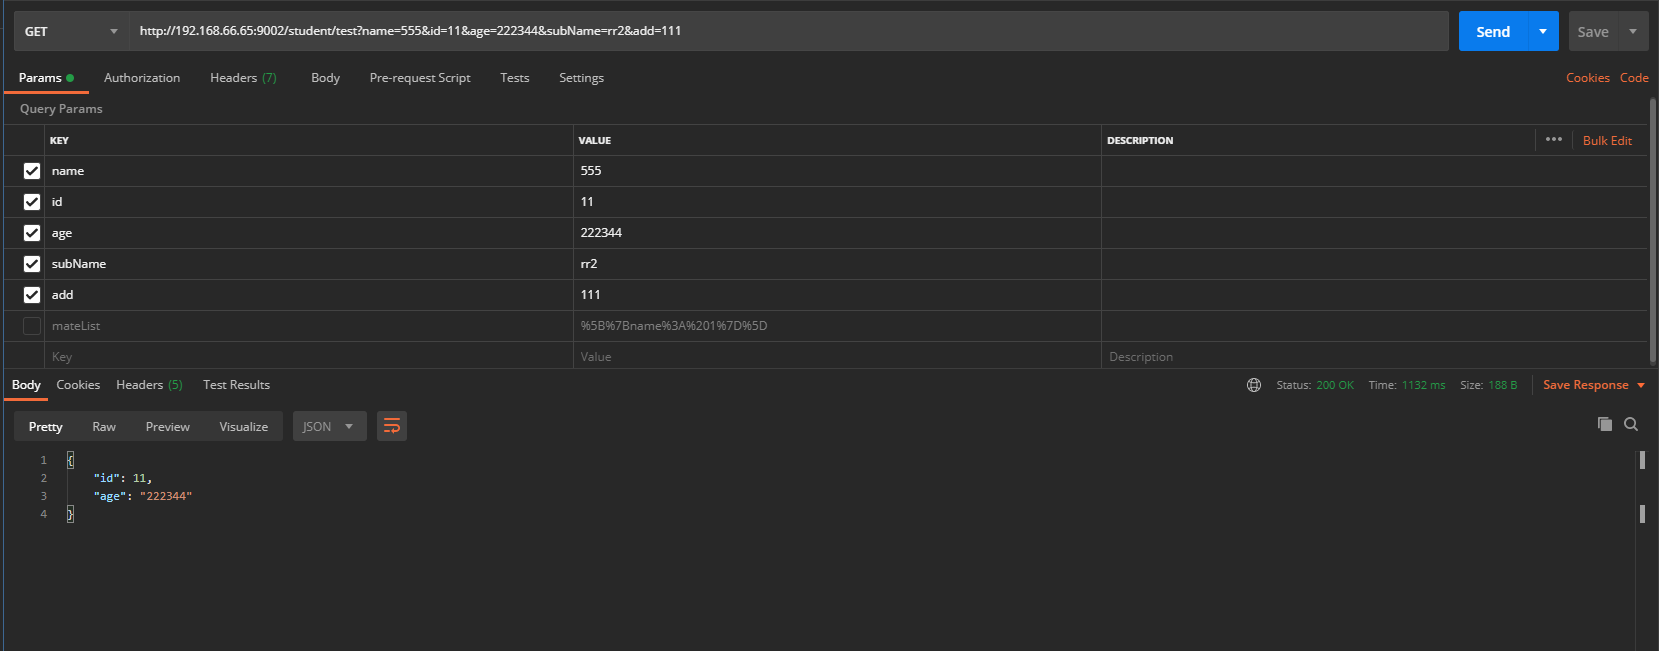 GET http://192.168.66.65:9002/student/test?name=555&id=11&age=222344&subName=rr2&add=111 Send Save
Params Authorization Headers (7) Body Pre-request Script Tests Settings Cookies Code
Query Params
KEY VALUE DESCRIPTION ••• Bulk Edit
name 555
id 11
age 222344
subName rr2
add 111
mateList %5B%7Bname%3A%201%7D%5D
Key Value Description
Body Cookies Headers (5) Test Results Status: 200 OK Time: 1132 ms Size: 188 B Save Response
Pretty Raw Preview Visualize JSON
1 {
2 "id": 11,
3 "age": "222344"
4 }